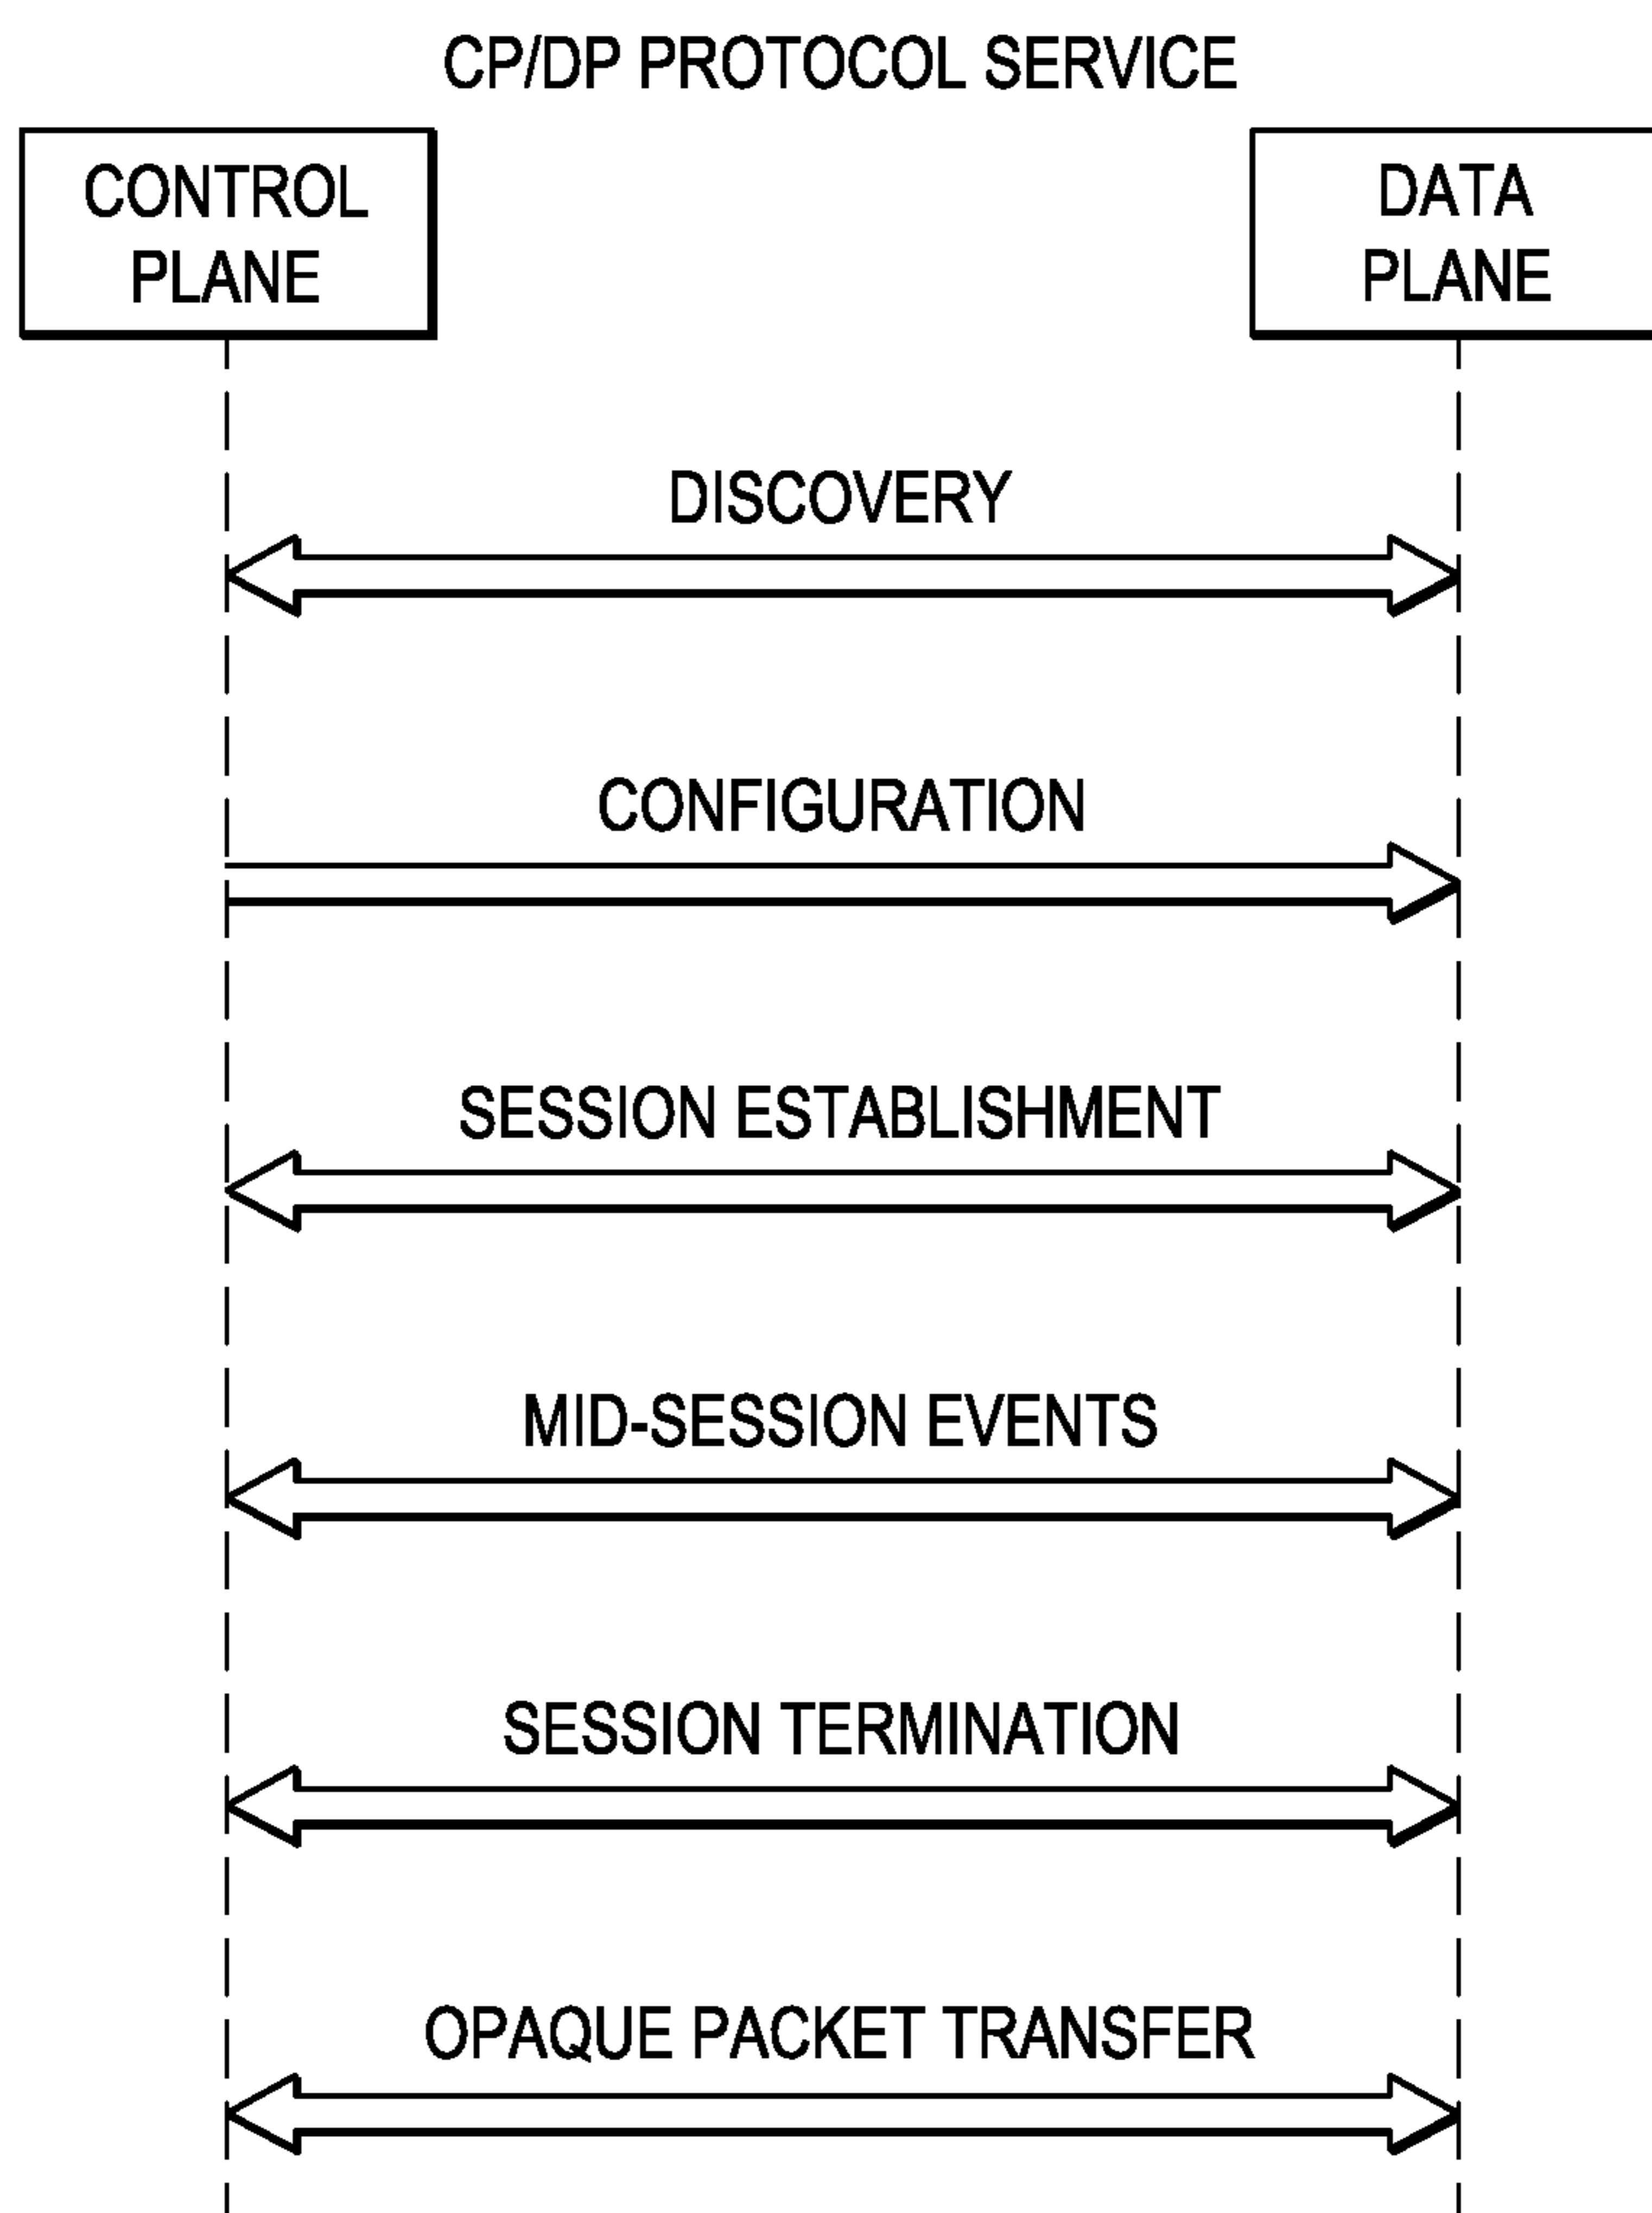 CP/DP PROTOCOL SERVICE
CONTROL
PLANE
DATA
PLANE
DISCOVERY
CONFIGURATION
SESSION ESTABLISHMENT
MID-SESSION EVENTS
SESSION TERMINATION
OPAQUE PACKET TRANSFER